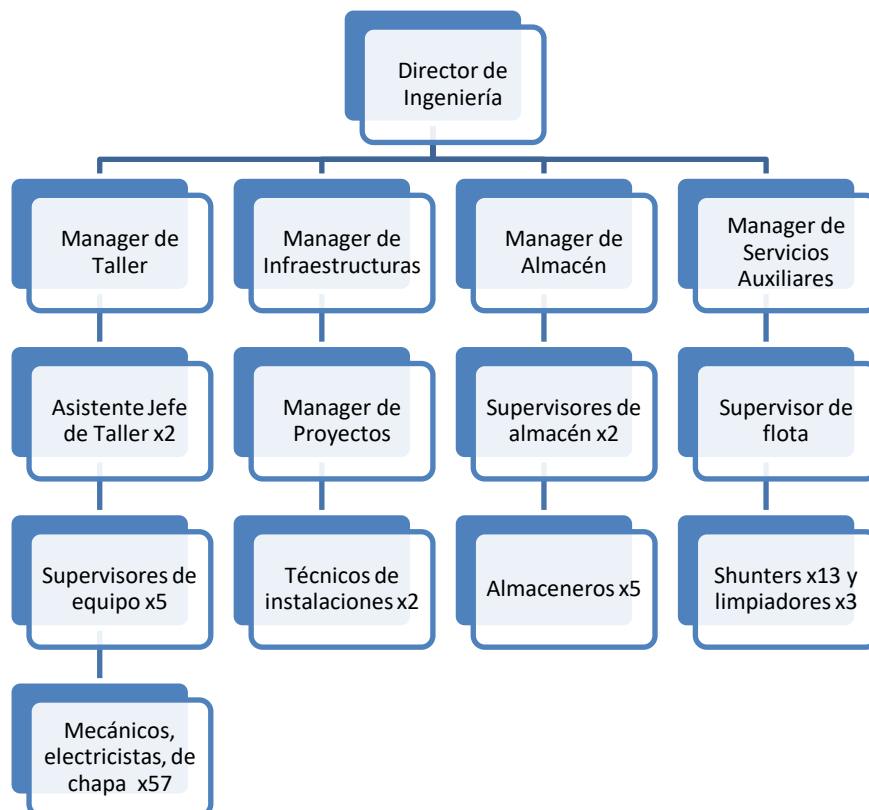 Director de
Ingeniería
Manager de
Taller
Manager de
Infraestructuras
Manager de
Almacén
Manager de
Servicios
Auxiliares
Asistente Jefe
de Taller x2
Manager de
Proyectos
Supervisores de
almacén x2
Supervisor de
flota
Supervisores de
equipo x5
Técnicos de
instalaciones x2
Almaceneros x5
Shunters x13 y
limpiadores x3
Mecánicos,
electricistas, de
chapa x57